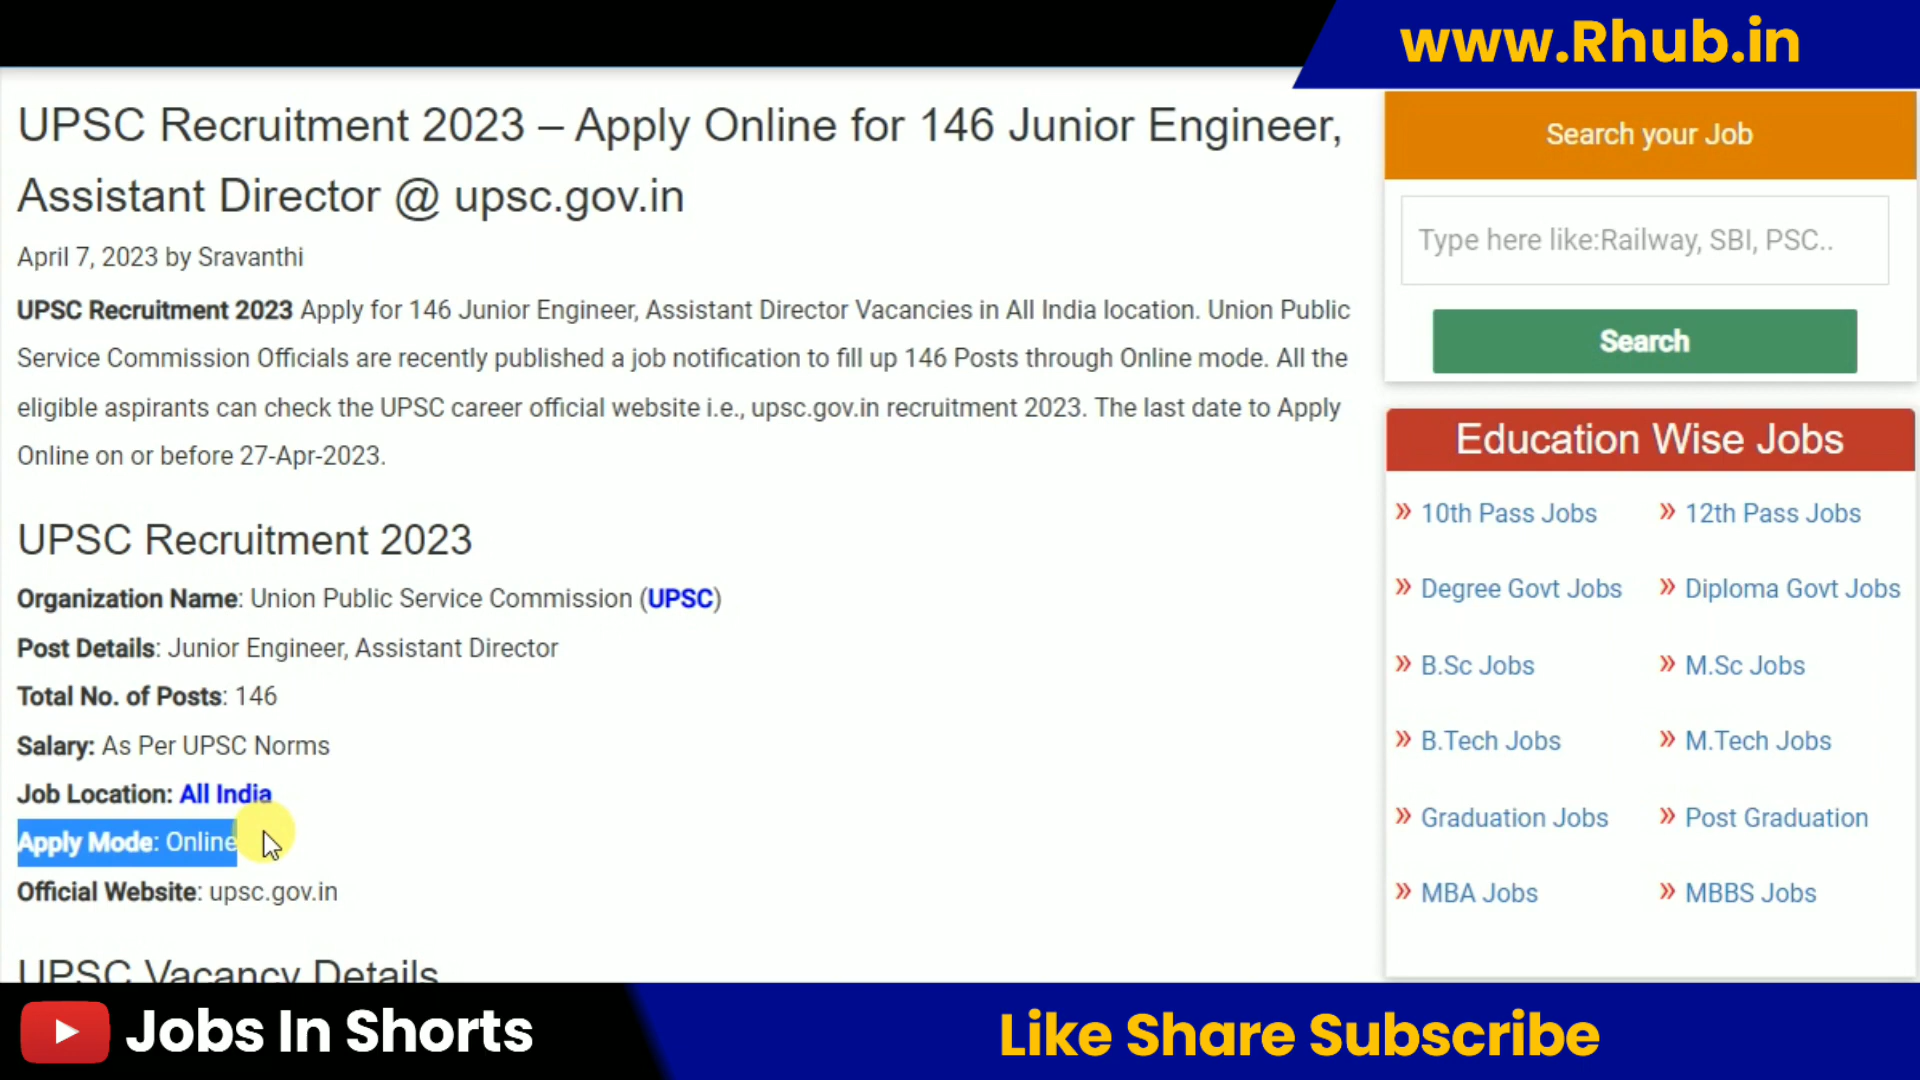 www.Rhub.in
UPSC Recruitment 2023 – Apply Online for 146 Junior Engineer,
Assistant Director @ upsc.gov.in
April 7, 2023 by Sravanthi
UPSC Recruitment 2023 Apply for 146 Junior Engineer, Assistant Director Vacancies in All India location. Union Public
Service Commission Officials are recently published a job notification to fill up 146 Posts through Online mode. All the
eligible aspirants can check the UPSC career official website i.e., upsc.gov.in recruitment 2023. The last date to Apply
Online on or before 27-Apr-2023.
UPSC Recruitment 2023
Organization Name: Union Public Service Commission (UPSC)
Post Details: Junior Engineer, Assistant Director
Total No. of Posts: 146
Salary: As Per UPSC Norms
Job Location: All India
Apply Mode: Online
Official Website: upsc.gov.in
UPSC Vacancy Details
Search your Job
Type here like:Railway, SBI, PSC..
Search
Education Wise Jobs
» 10th Pass Jobs » 12th Pass Jobs
» Degree Govt Jobs » Diploma Govt Jobs
» B.Sc Jobs » M.Sc Jobs
» B.Tech Jobs » M.Tech Jobs
» Graduation Jobs » Post Graduation
» MBA Jobs » MBBS Jobs
Jobs In Shorts
Like Share Subscribe